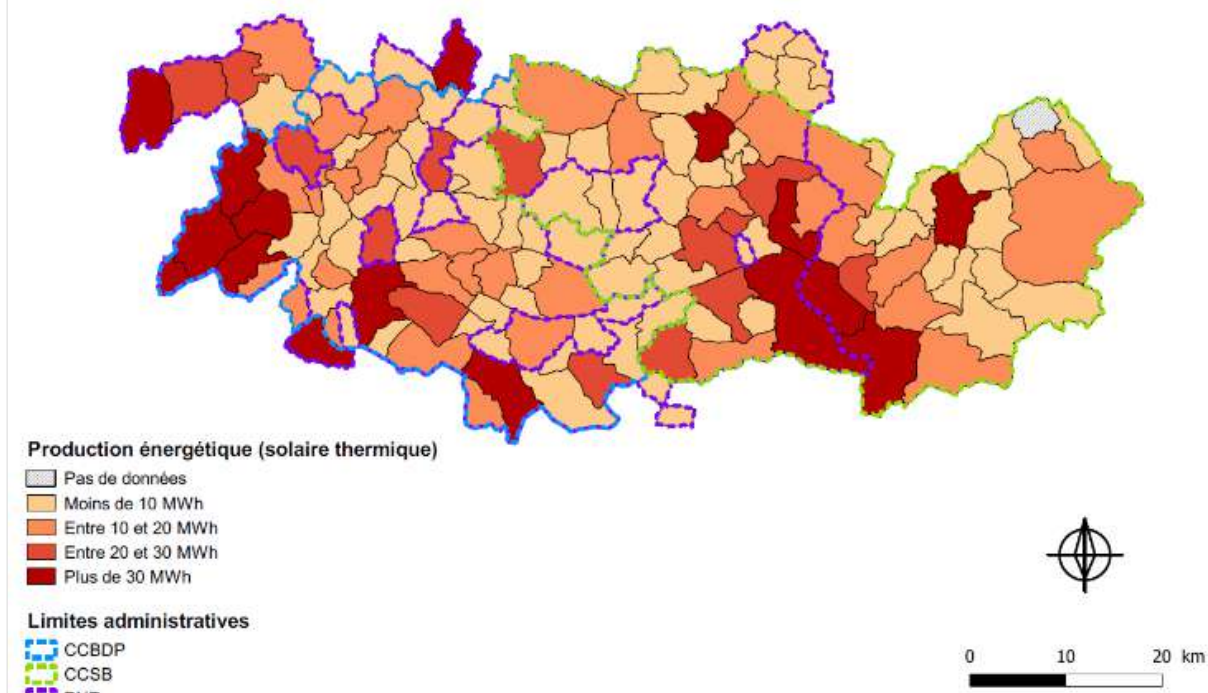 Production énergétique (solaire thermique)
Pas de données
Moins de 10 MWh
Entre 10 et 20 MWh
Entre 20 et 30 MWh
Plus de 30 MWh
Limites administratives
CCBDP
CCSB
0 10 20 km